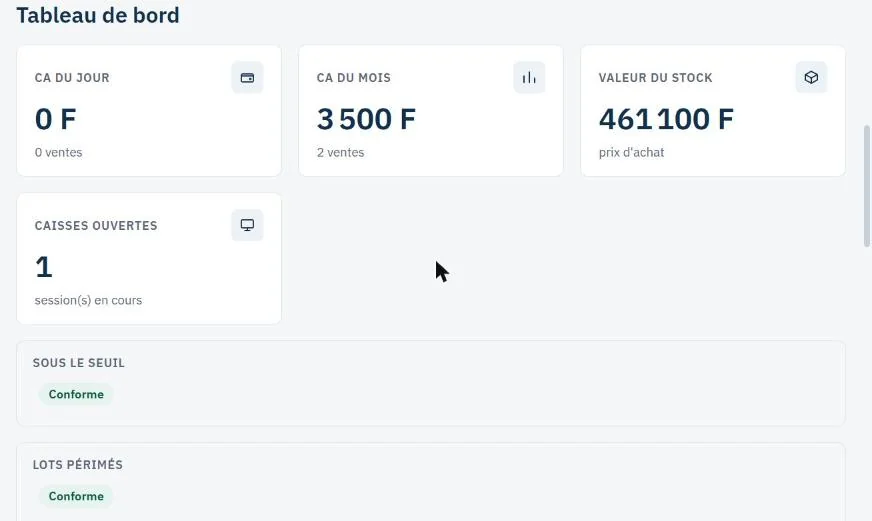 Tableau de bord
CA DU JOUR
0 F
0 ventes
CA DU MOIS
3 500 F
2 ventes
VALEUR DU STOCK
461 100 F
prix d'achat
CAISSES OUVERTES
1
session(s) en cours
SOUS LE SEUIL
Conforme
LOTS PÉRIMÉS
Conforme